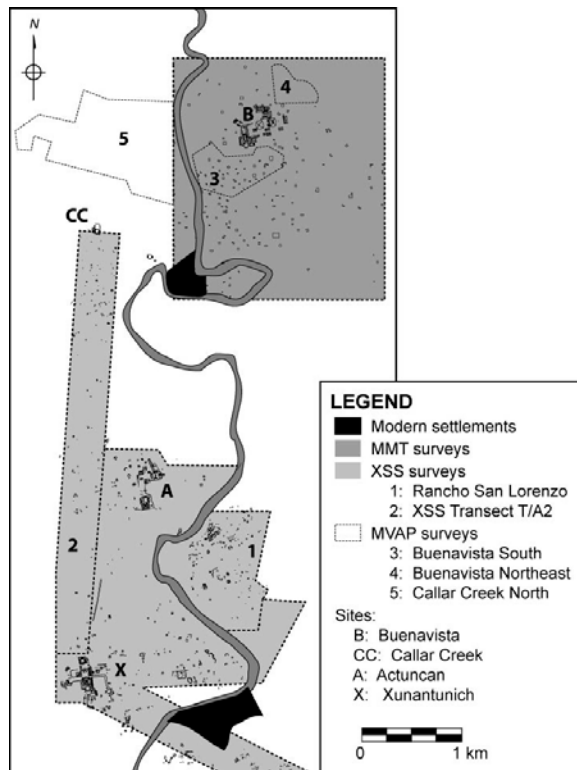 N
4
B
5
3
CC
A
1
2
X
LEGEND
Modern settlements
MMT surveys
XSS surveys
1: Rancho San Lorenzo
2: XSS Transect T/A2
MVAP surveys
3: Buenavista South
4: Buenavista Northeast
5: Callar Creek North
Sites:
B: Buenavista
CC: Callar Creek
A: Actuncan
X: Xunantunich
0 1 km